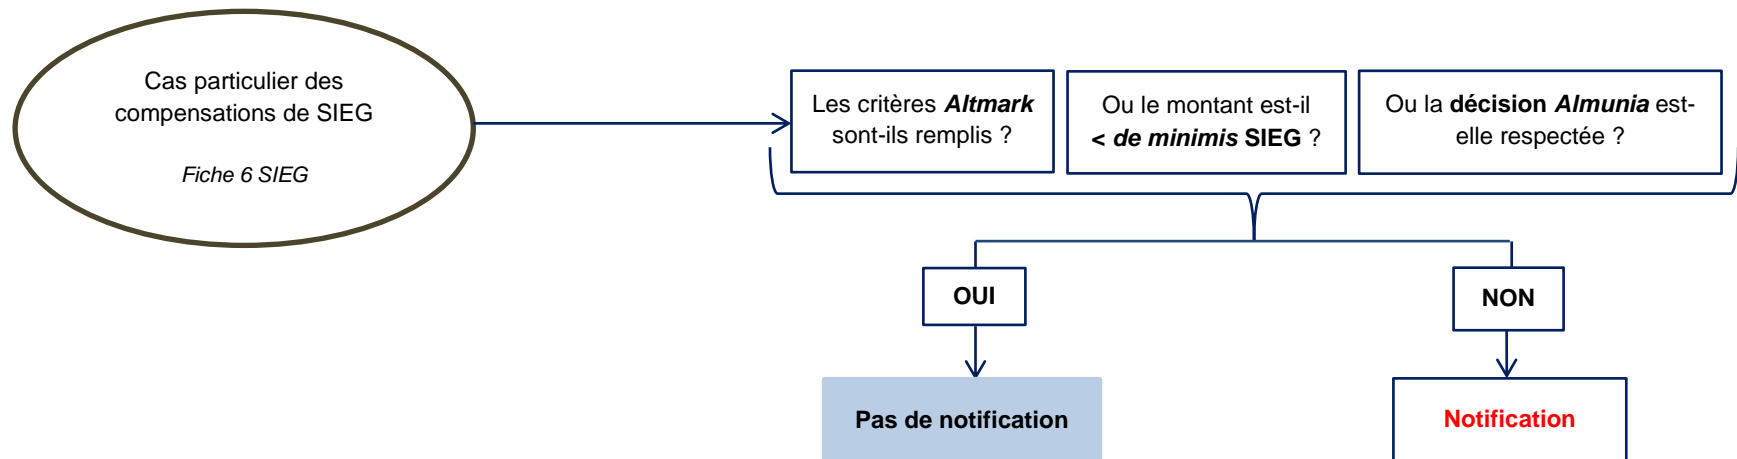 Cas particulier des
compensations de SIEG
Fiche 6 SIEG
Les critères Altmark
sont-ils remplis ?
Ou le montant est-il
< de minimis SIEG ?
Ou la décision Almunia est-
elle respectée ?
OUI
NON
Pas de notification
Notification